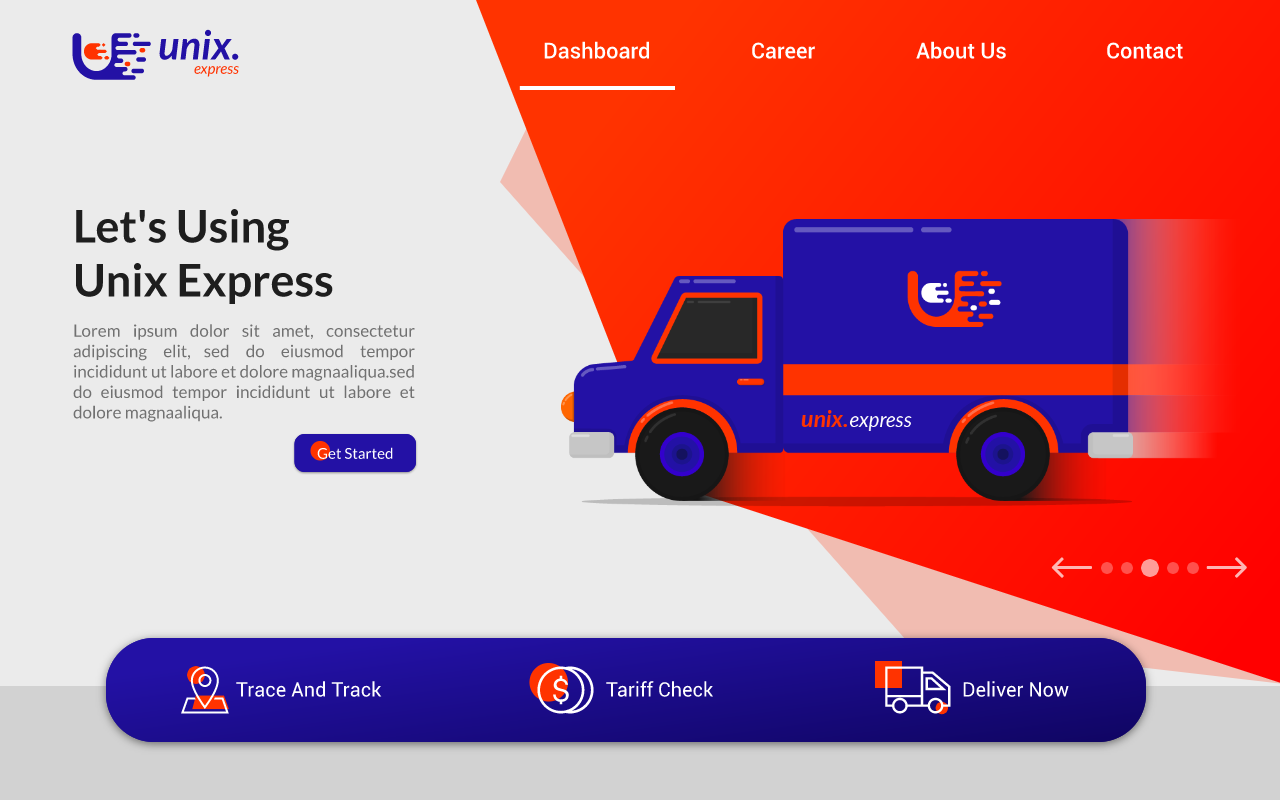 unix.
express
Dashboard
Career
About Us
Contact
Let's Using
Unix Express
Lorem ipsum dolor sit amet, consectetur
adipiscing elit, sed do eiusmod tempor
incididunt ut labore et dolore magnaaliqua.sed
do eiusmod tempor incididunt ut labore et
dolore magnaaliqua.
Get Started
unix.express
Trace And Track
$
Tariff Check
Deliver Now